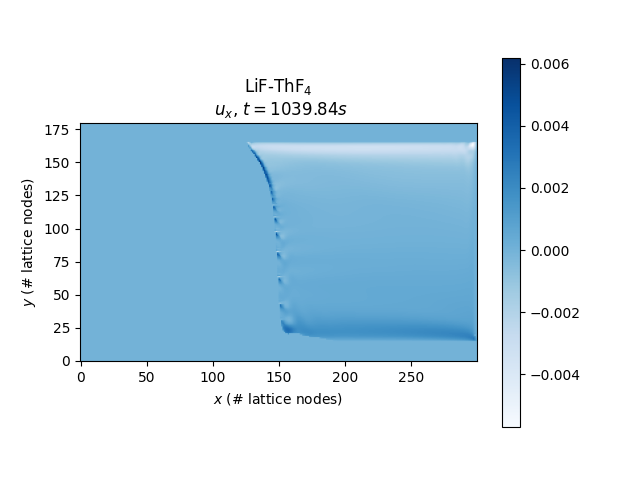 LiF-ThF₄
uₓ, t = 1039.84s
175
150
125
100
75
50
25
0
y (# lattice nodes)
0 50 100 150 200 250
x (# lattice nodes)
0.006
0.004
0.002
0.000
−0.002
−0.004